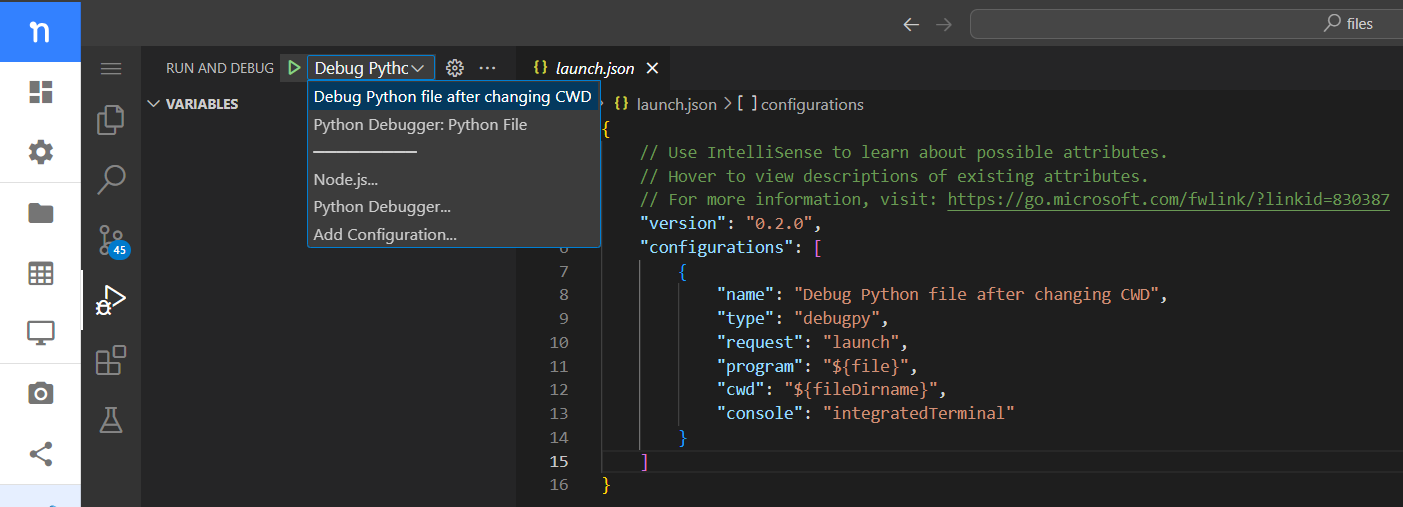 n
files
RUN AND DEBUG
Debug Pythc
launch.json
VARIABLES
Debug Python file after changing CWD
Python Debugger: Python File
Node.js...
Python Debugger...
Add Configuration...
45
launch.json > [ ] configurations
{
// Use IntelliSense to learn about possible attributes.
// Hover to view descriptions of existing attributes.
// For more information, visit: https://go.microsoft.com/fwlink/?linkid=830387
"version": "0.2.0",
"configurations": [
7 {
8 "name": "Debug Python file after changing CWD",
9 "type": "debugpy",
10 "request": "launch",
11 "program": "${file}",
12 "cwd": "${fileDirname}",
13 "console": "integratedTerminal"
14 }
15 ]
16 }